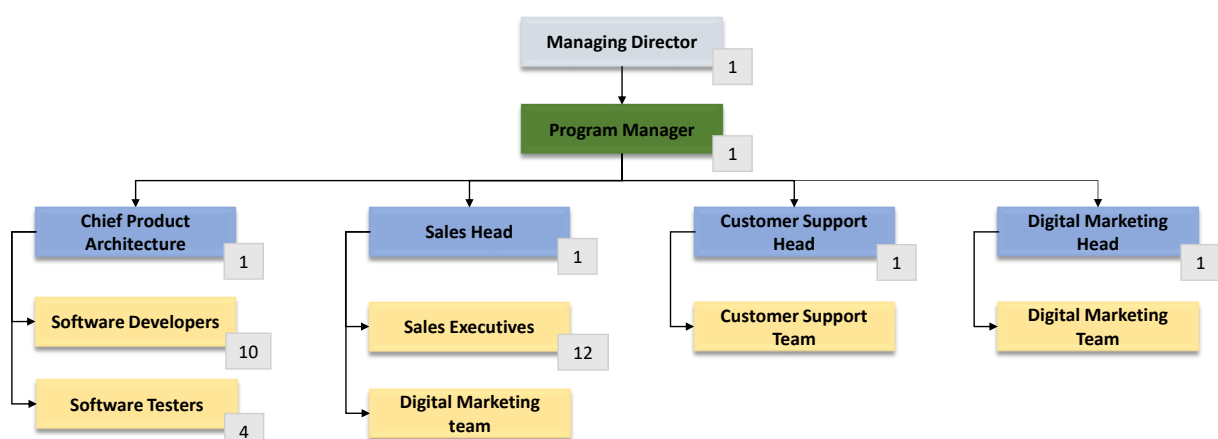 Managing Director
1
Program Manager
1
Chief Product
Architecture
1
Sales Head
1
Customer Support
Head
1
Digital Marketing
Head
1
Software Developers
10
Sales Executives
12
Customer Support
Team
Digital Marketing
Team
Software Testers
4
Digital Marketing
team